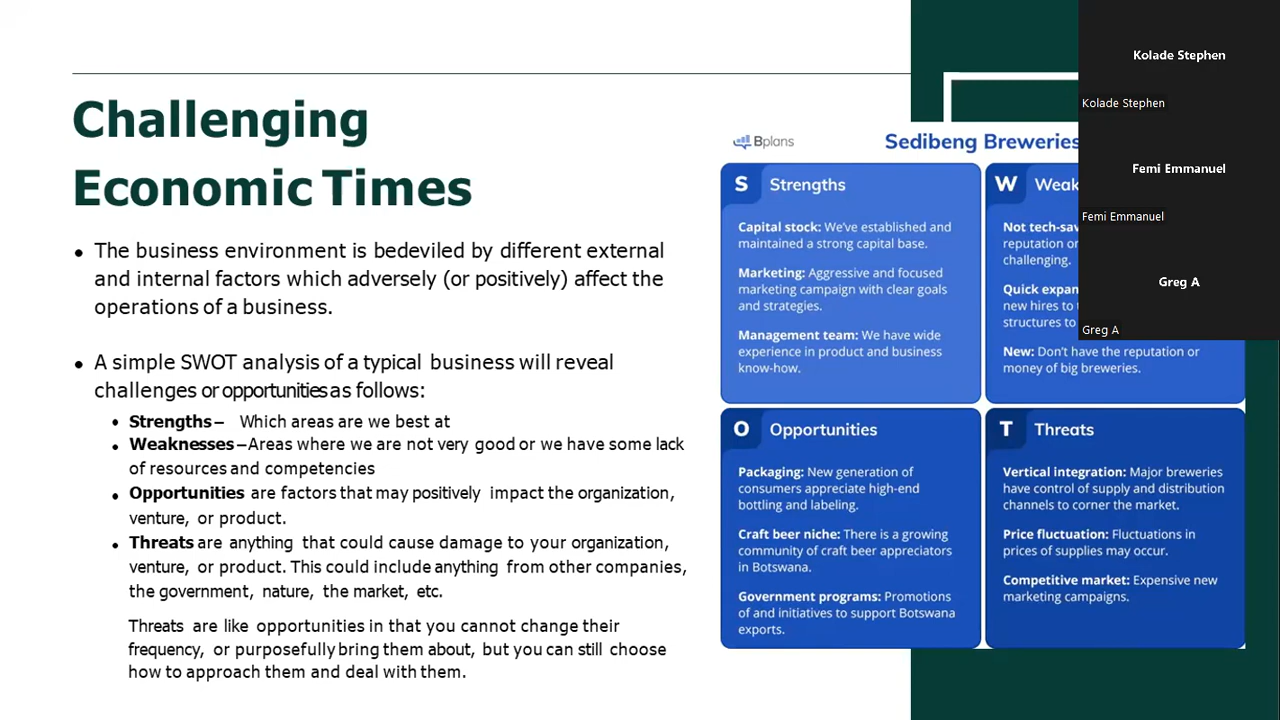 Challenging
Economic Times
• The business environment is bedeviled by different external
and internal factors which adversely (or positively) affect the
operations of a business.
• A simple SWOT analysis of a typical business will reveal
challenges or opportunities as follows:
• Strengths – Which areas are we best at
• Weaknesses –Areas where we are not very good or we have some lack
of resources and competencies
• Opportunities are factors that may positively impact the organization,
venture, or product.
• Threats are anything that could cause damage to your organization,
venture, or product. This could include anything from other companies,
the government, nature, the market, etc.
Threats are like opportunities in that you cannot change their
frequency, or purposefully bring them about, but you can still choose
how to approach them and deal with them.
Bplans
Sedibeng Breweries
S Strengths
Capital stock: We've established and
maintained a strong capital base.
Marketing: Aggressive and focused
marketing campaign with clear goals
and strategies.
Management team: We have wide
experience in product and business
know-how.
W
Not
reputation
challenging.
Quick
new hires to
structures to
New: Don't have the reputation or
money of big breweries.
O Opportunities
Packaging: New generation of
consumers appreciate high-end
bottling and labeling.
Craft beer niche: There is a growing
community of craft beer appreciators
in Botswana.
Government programs: Promotions
of and initiatives to support Botswana
exports.
T Threats
Vertical integration: Major breweries
have control of supply and distribution
channels to corner the market.
Price fluctuation: Fluctuations in
prices of supplies may occur.
Competitive market: Expensive new
marketing campaigns.
Kolade Stephen
Kolade Stephen
Femi Emmanuel
Femi Emmanuel
Greg A
Greg A